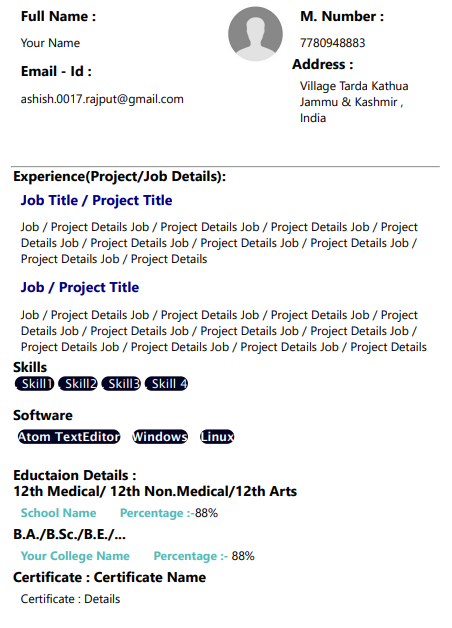 Full Name :
Your Name
Email - Id :
ashish.0017.rajput@gmail.com
M. Number :
7780948883
Address :
Village Tarda Kathua
Jammu & Kashmir ,
India
Experience(Project/Job Details):
Job Title / Project Title
Job / Project Details Job / Project Details Job / Project Details Job / Project
Details Job / Project Details Job / Project Details Job / Project Details Job /
Project Details Job / Project Details
Job / Project Title
Job / Project Details Job / Project Details Job / Project Details Job / Project
Details Job / Project Details Job / Project Details Job / Project Details Job /
Project Details Job / Project Details Job / Project Details Job / Project Details
Skills
Skill1 Skill2 Skill3 Skill 4
Software
Atom TextEditor Windows Linux
Eductaion Details :
12th Medical/ 12th Non.Medical/12th Arts
School Name Percentage :-88%
B.A./B.Sc./B.E./...
Your College Name Percentage :- 88%
Certificate : Certificate Name
Certificate : Details